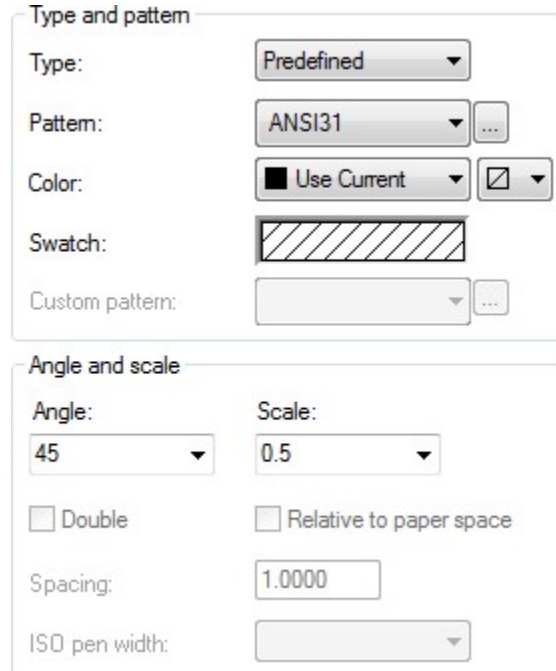 Type and pattern
Type: Predefined
Pattern: ANSI31 ...
Color: Use Current
Swatch:
Custom pattern: ...
Angle and scale
Angle: Scale:
45 0.5
Double Relative to paper space
Spacing: 1.0000
ISO pen width: